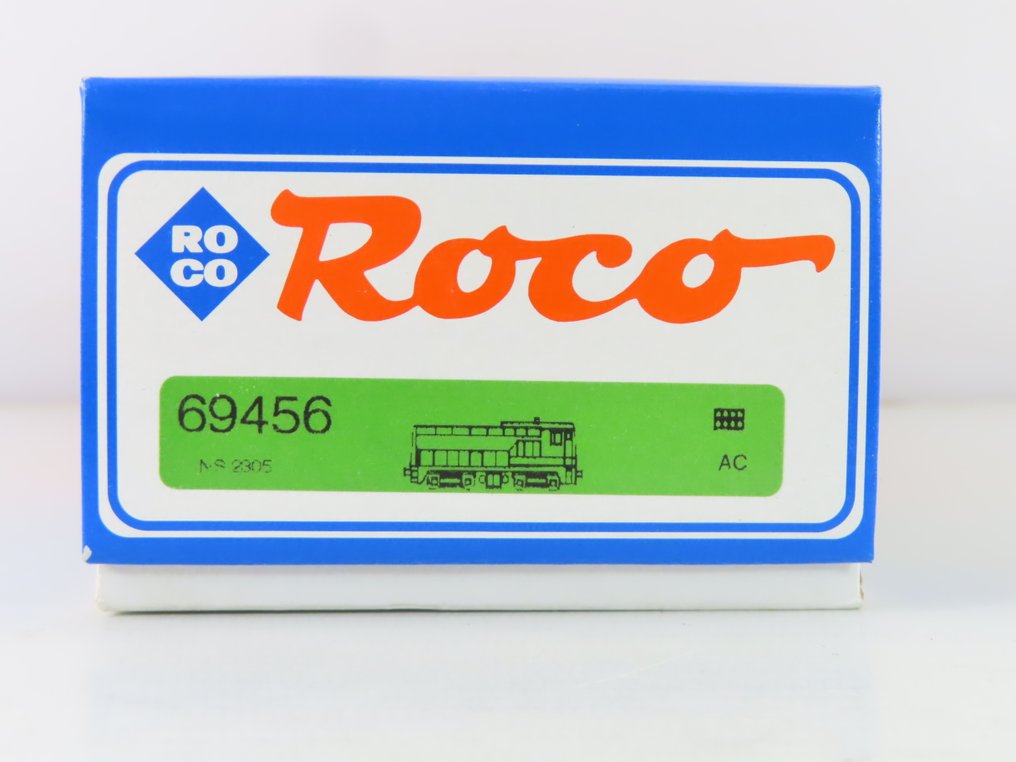 RO
CO
Roco
69456
NS 2305
AC